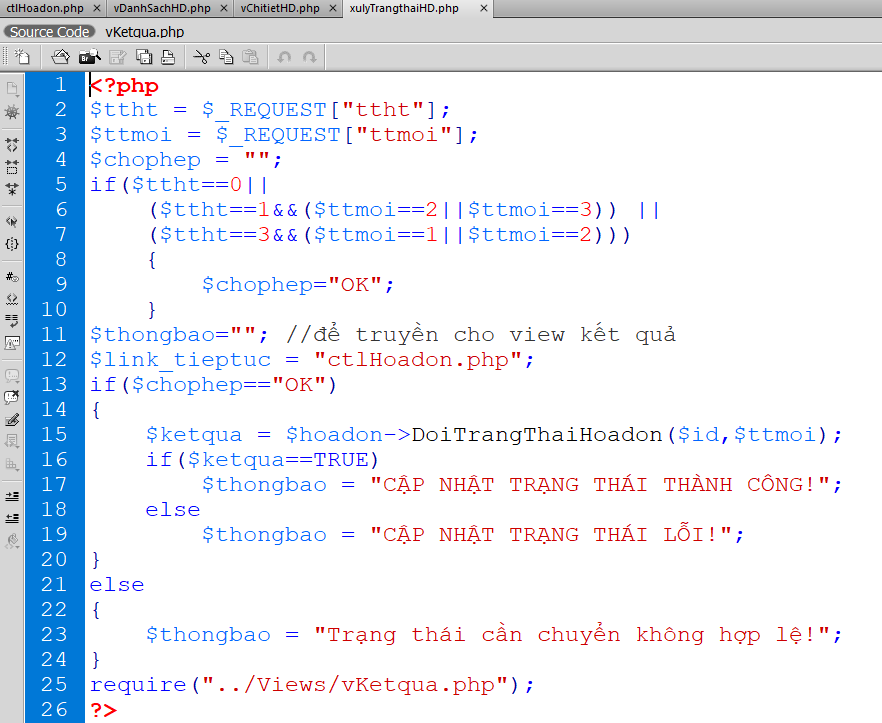 ctlHoadon.php × vDanhSachHD.php × vChitietHD.php × xulyTrangthaiHD.php ×
Source Code vKetqua.php
1 <?php
2 $ttht = $_REQUEST["ttht"];
3 $ttmoi = $_REQUEST["ttmoi"];
4 $chophep = "";
5 if($ttht==0||
6 ($ttht==1&&($ttmoi==2||$ttmoi==3)) ||
7 ($ttht==3&&($ttmoi==1||$ttmoi==2)))
8 {
9 $chophep="OK";
10 }
11 $thongbao=""; //để truyền cho view kết quả
12 $link_tieptuc = "ctlHoadon.php";
13 if($chophep=="OK")
14 {
15 $ketqua = $hoadon->DoiTrangThaiHoadon($id,$ttmoi);
16 if($ketqua==TRUE)
17 $thongbao = "CẬP NHẬT TRẠNG THÁI THÀNH CÔNG!";
18 else
19 $thongbao = "CẬP NHẬT TRẠNG THÁI LỖI!";
20 }
21 else
22 {
23 $thongbao = "Trạng thái cần chuyển không hợp lệ!";
24 }
25 require("../Views/vKetqua.php");
26 ?>